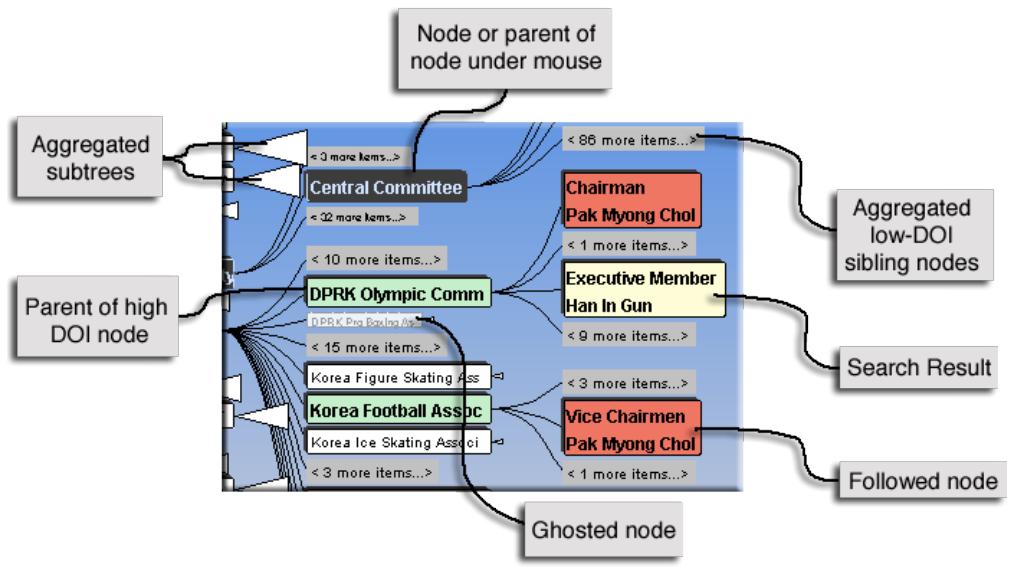 Node or parent of
node under mouse
Aggregated
subtrees
< 3 more items...>
Central Committee
< 32 more items...>
< 86 more items...>
Chairman
Pak Myong Chol
Aggregated
low-DOI
sibling nodes
< 10 more items...>
< 1 more items...>
Parent of high
DOI node
DPRK Olympic Comm
Executive Member
Han In Gun
DPRK Pro Boxing
< 15 more items...>
< 9 more items...>
Search Result
Korea Figure Skating Ass
< 3 more items...>
Korea Football Assoc
Vice Chairmen
Pak Myong Chol
Korea Ice Skating Associ
< 3 more items...>
< 1 more items...>
Followed node
Ghosted node